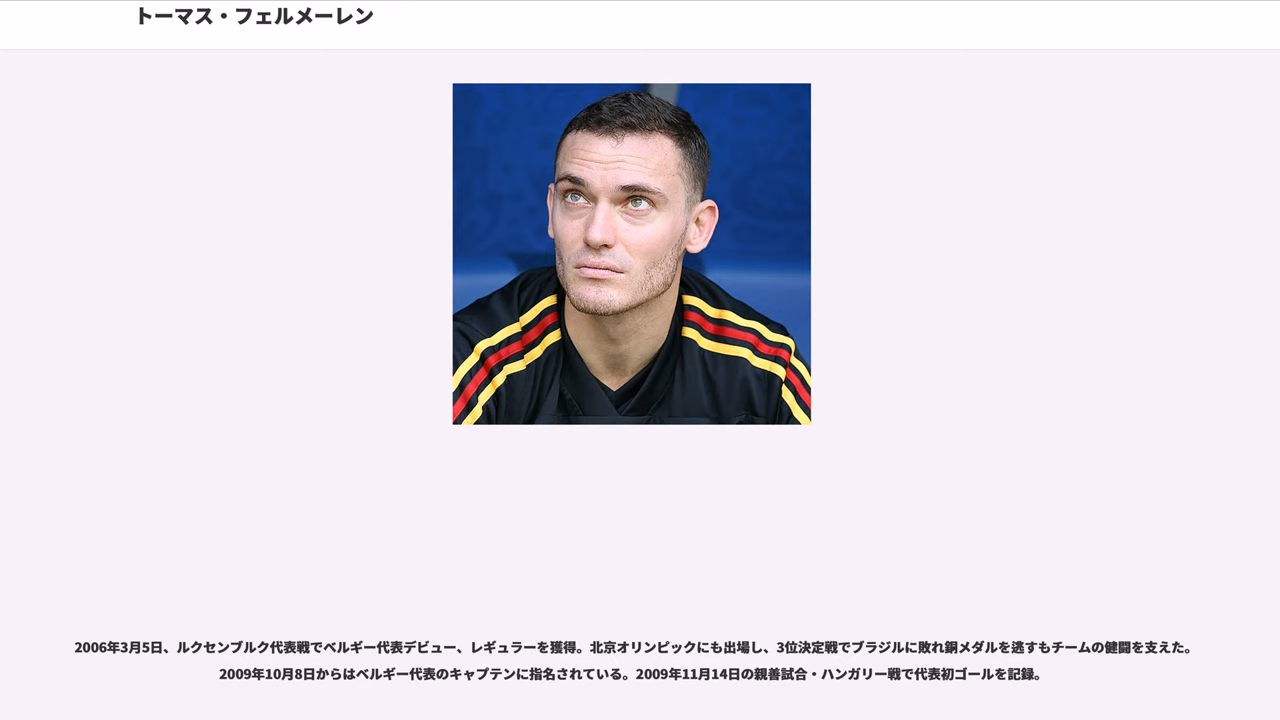 トーマス・フェルメーレン
2006年3月5日、ルクセンブルク代表戦でベルギー代表デビュー、レギュラーを獲得。北京オリンピックにも出場し、3位決定戦でブラジルに敗れ銅メダルを逃すもチームの健闘を支えた。
2009年10月8日からはベルギー代表のキャプテンに指名されている。2009年11月14日の親善試合・ハンガリー戦で代表初ゴールを記録。